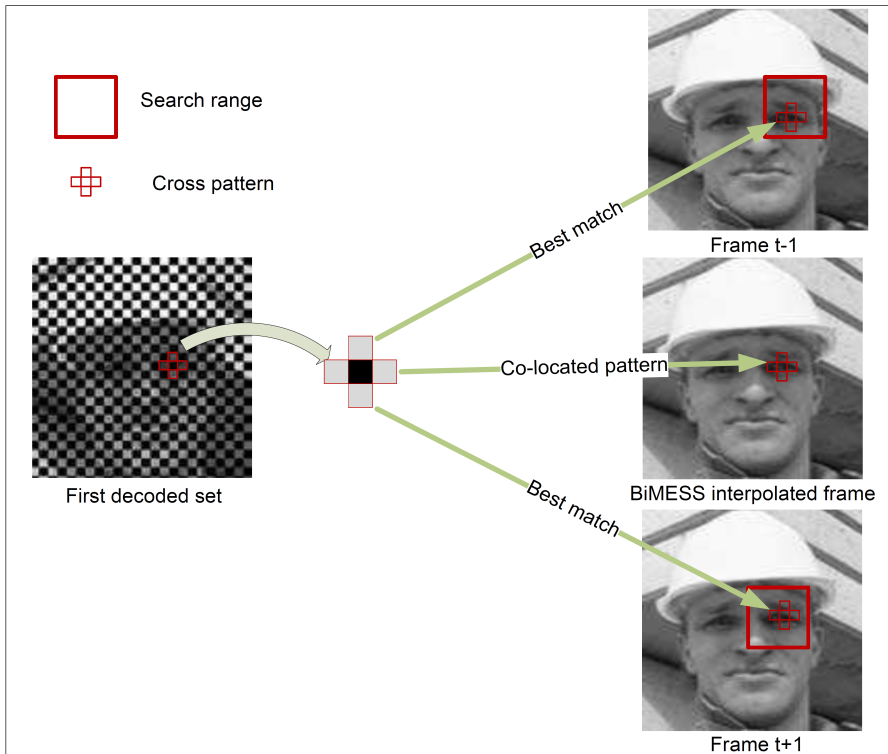 Search range
Cross pattern
First decoded set
Best match
Frame t-1
Co-located pattern
BiMESS interpolated frame
Best match
Frame t+1